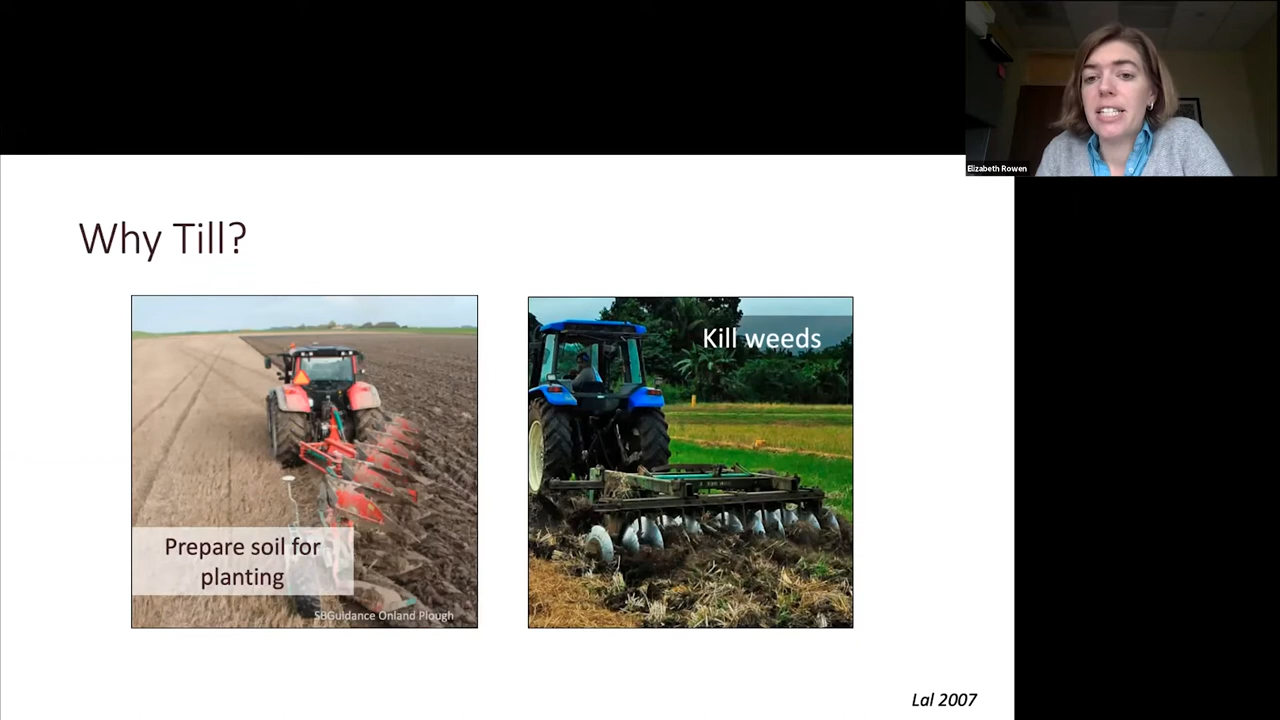 Elizabeth Rowen
Why Till?
Kill weeds
Prepare soil for
planting
SBGuidance Onland Plough
Lal 2007